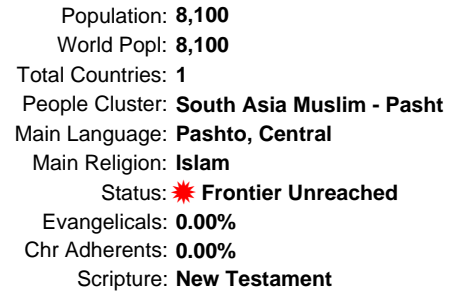 Population: 8,100
World Popl: 8,100
Total Countries: 1
People Cluster: South Asia Muslim - Pasht
Main Language: Pashto, Central
Main Religion: Islam
Status: Frontier Unreached
Evangelicals: 0.00%
Chr Adherents: 0.00%
Scripture: New Testament